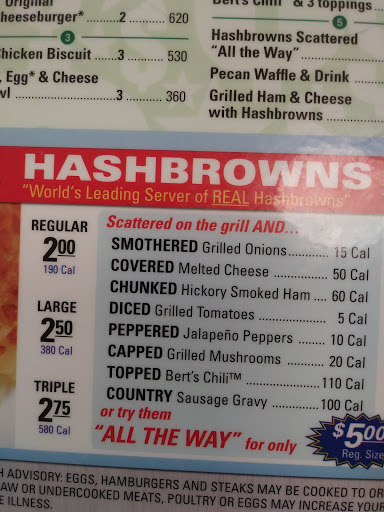 Original
cheeseburger*.........2 ... 620
3
Chicken Biscuit .....3 ..... 530
, Egg* & Cheese
wl ........................3 ..... 360
Bert's Chili™ & 3 toppings...
5
Hashbrowns Scattered
"All the Way" ................
Pecan Waffle & Drink ....
Grilled Ham & Cheese
with Hashbrowns ..........
HASHBROWNS
"World's Leading Server of REAL Hashbrowns"
REGULAR
2.00
190 Cal
LARGE
2.50
380 Cal
TRIPLE
2.75
580 Cal
Scattered on the grill AND...
SMOTHERED Grilled Onions............ 15 Cal
COVERED Melted Cheese ............... 50 Cal
CHUNKED Hickory Smoked Ham .... 60 Cal
DICED Grilled Tomatoes .................. 5 Cal
PEPPERED Jalapeño Peppers ........ 10 Cal
CAPPED Grilled Mushrooms .......... 20 Cal
TOPPED Bert's Chili™ ....................110 Cal
COUNTRY Sausage Gravy .............100 Cal
or try them
"ALL THE WAY" for only
$5.00
Reg. Size
H ADVISORY: EGGS, HAMBURGERS AND STEAKS MAY BE COOKED TO OR
AW OR UNDERCOOKED MEATS, POULTRY OR EGGS MAY INCREASE YOUR
E ILLNESS.